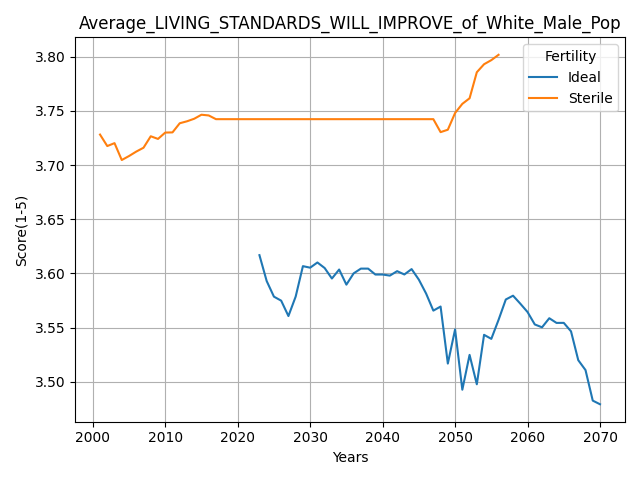 Average_LIVING_STANDARDS_WILL_IMPROVE_of_White_Male_Pop
Fertility
Ideal
Sterile
Score(1-5)
3.80
3.75
3.70
3.65
3.60
3.55
3.50
2000 2010 2020 2030 2040 2050 2060 2070
Years